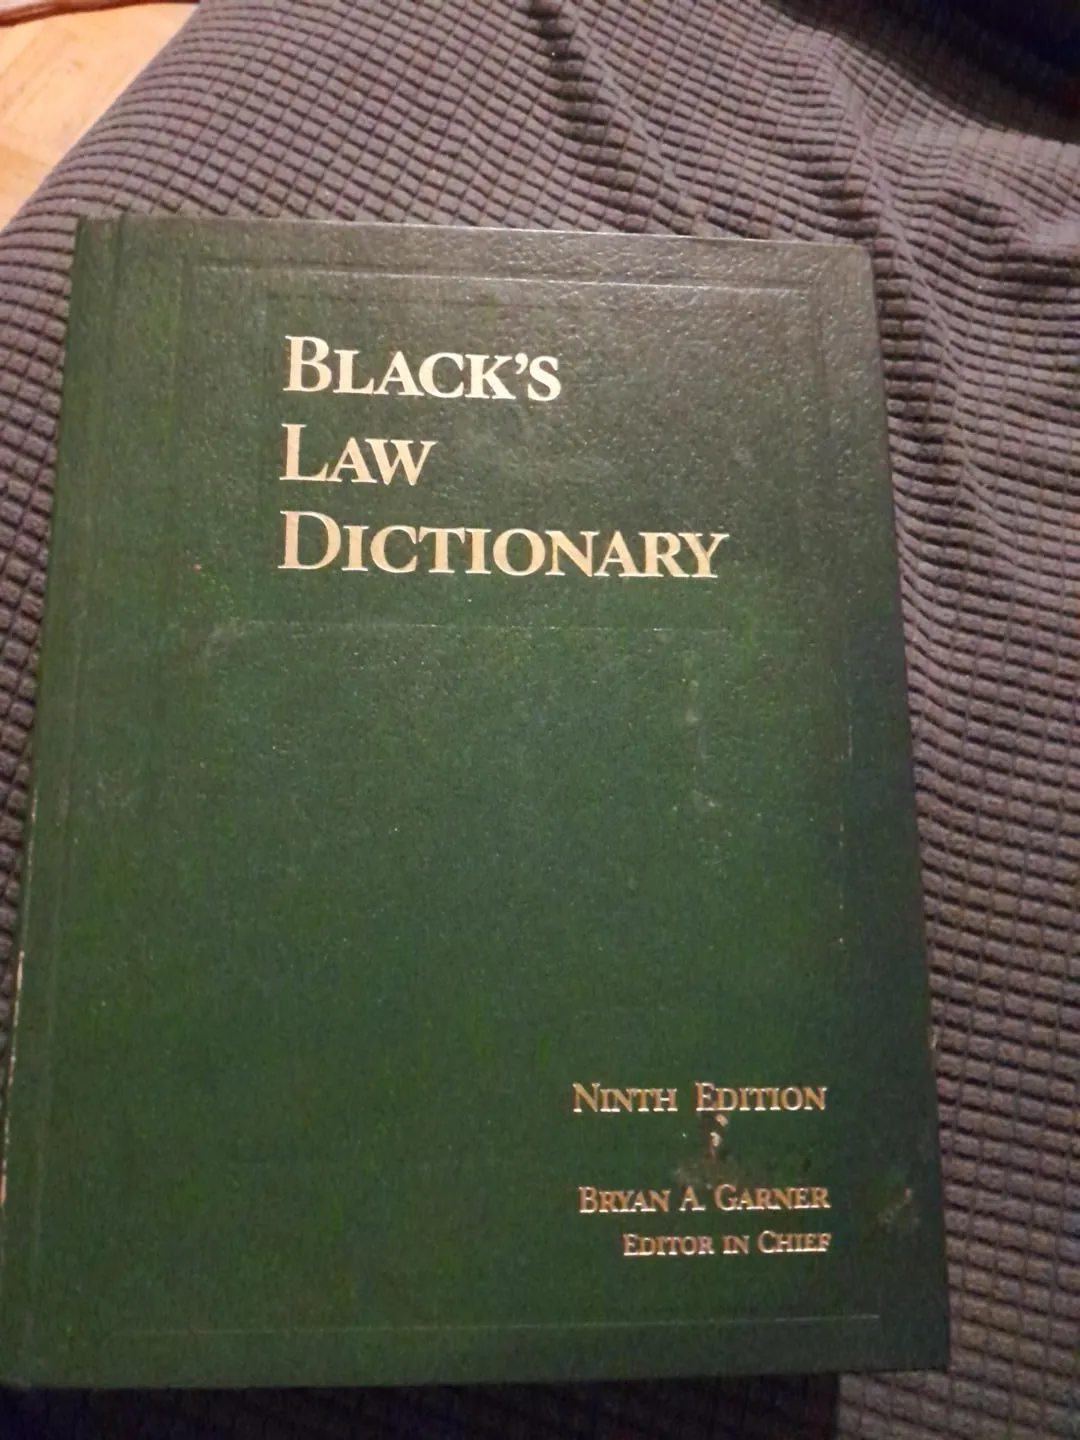 BLACK'S
LAW
DICTIONARY
NINTH EDITION
BRYAN A. GARNER
EDITOR IN CHIEF